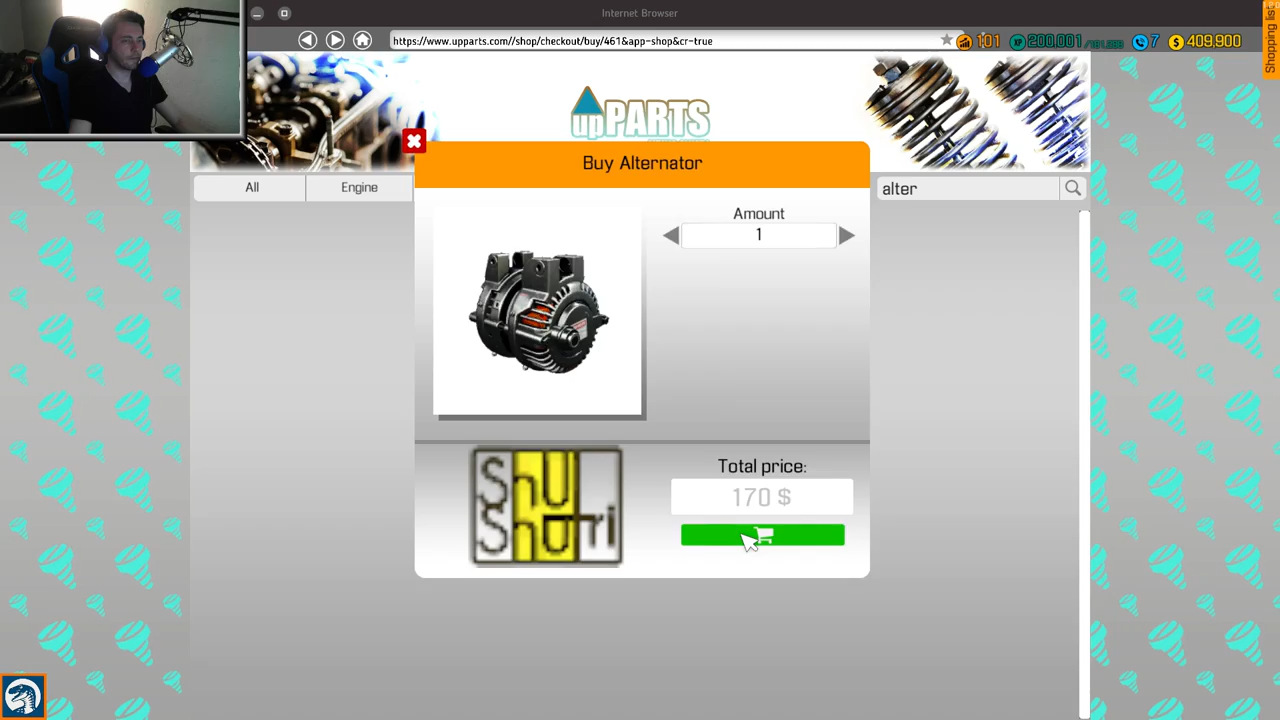 Internet Browser
https://www.upparts.com//shop/checkout/buy/461&app-shop&cr-true
101
200.001
7
$ 409,900
Shopping list
upPARTS
Buy Alternator
All
Engine
alter
Amount
1
Total price:
170 $